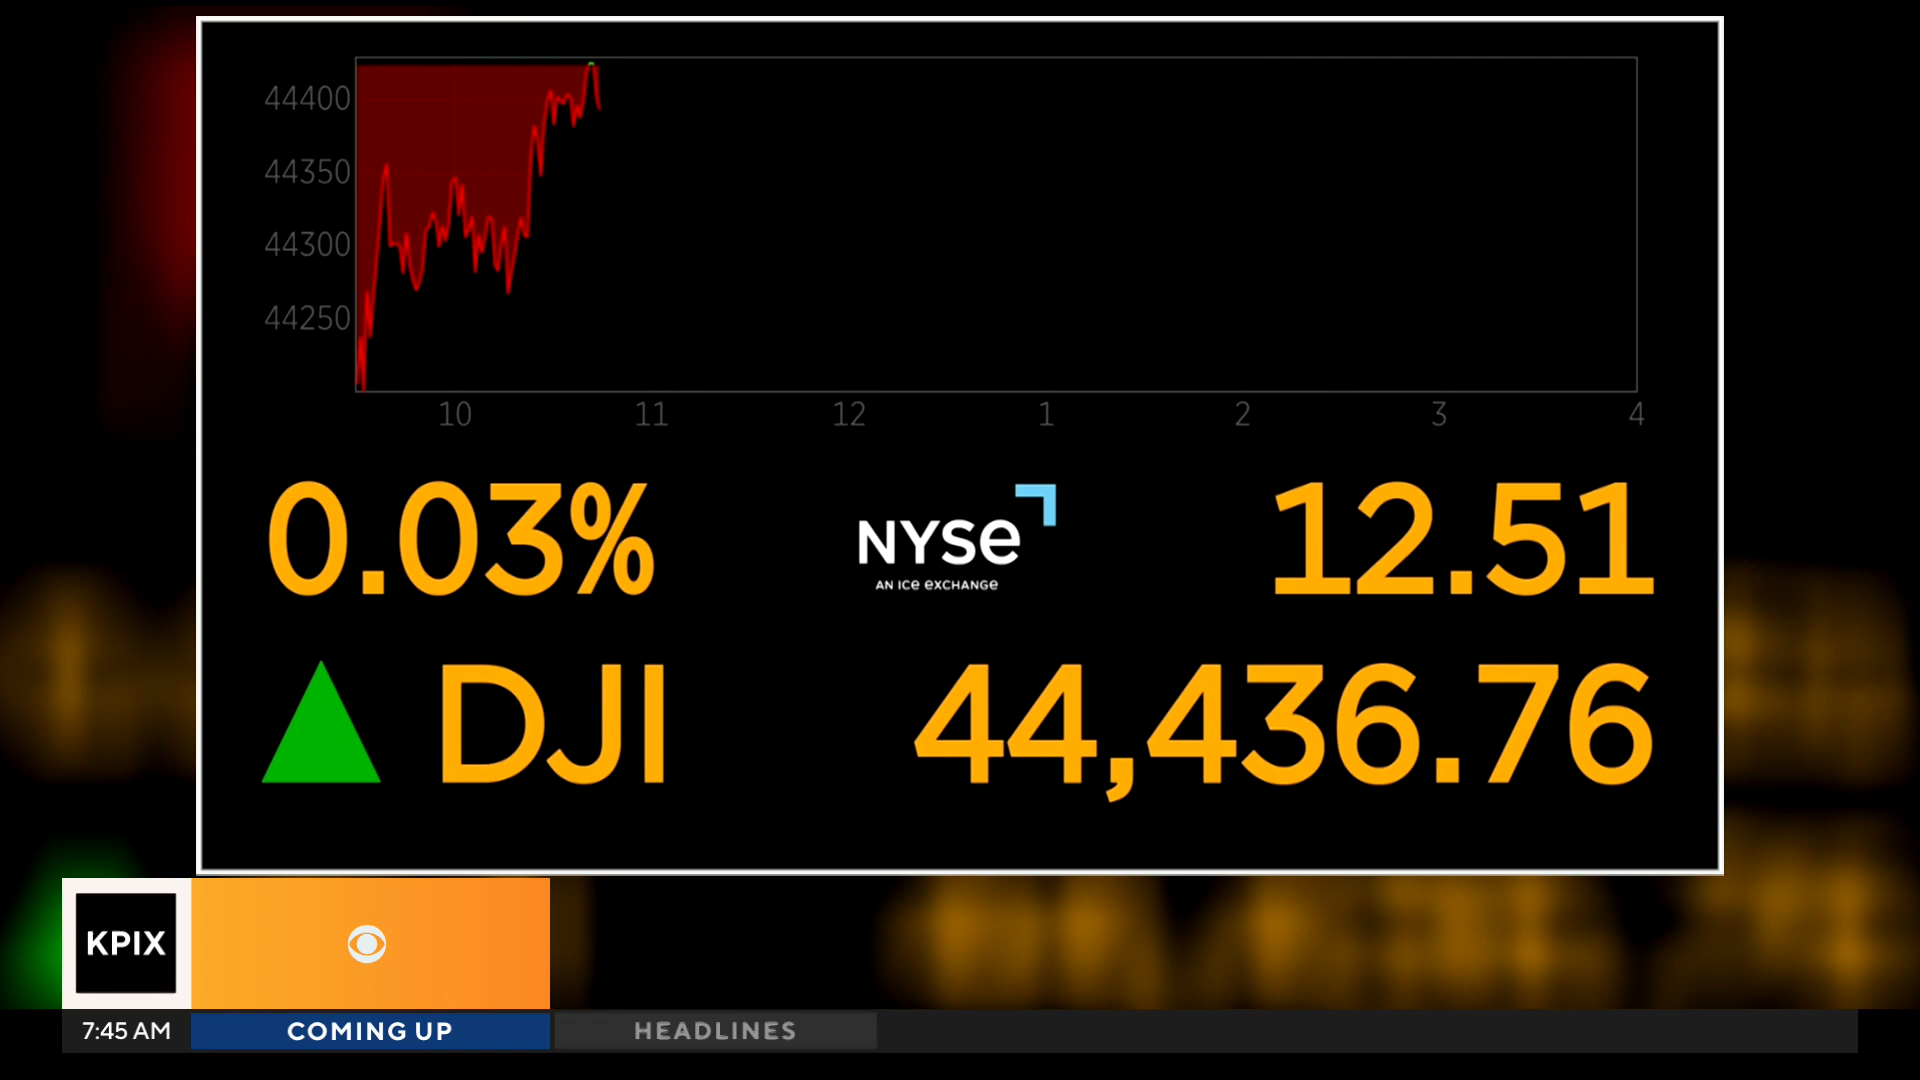 44400
44350
44300
44250
10 11 12 1 2 3 4
0.03% NYSE 12.51
AN ICE EXCHANGE
DJI 44,436.76
KPIX
7:45 AM COMING UP HEADLINES